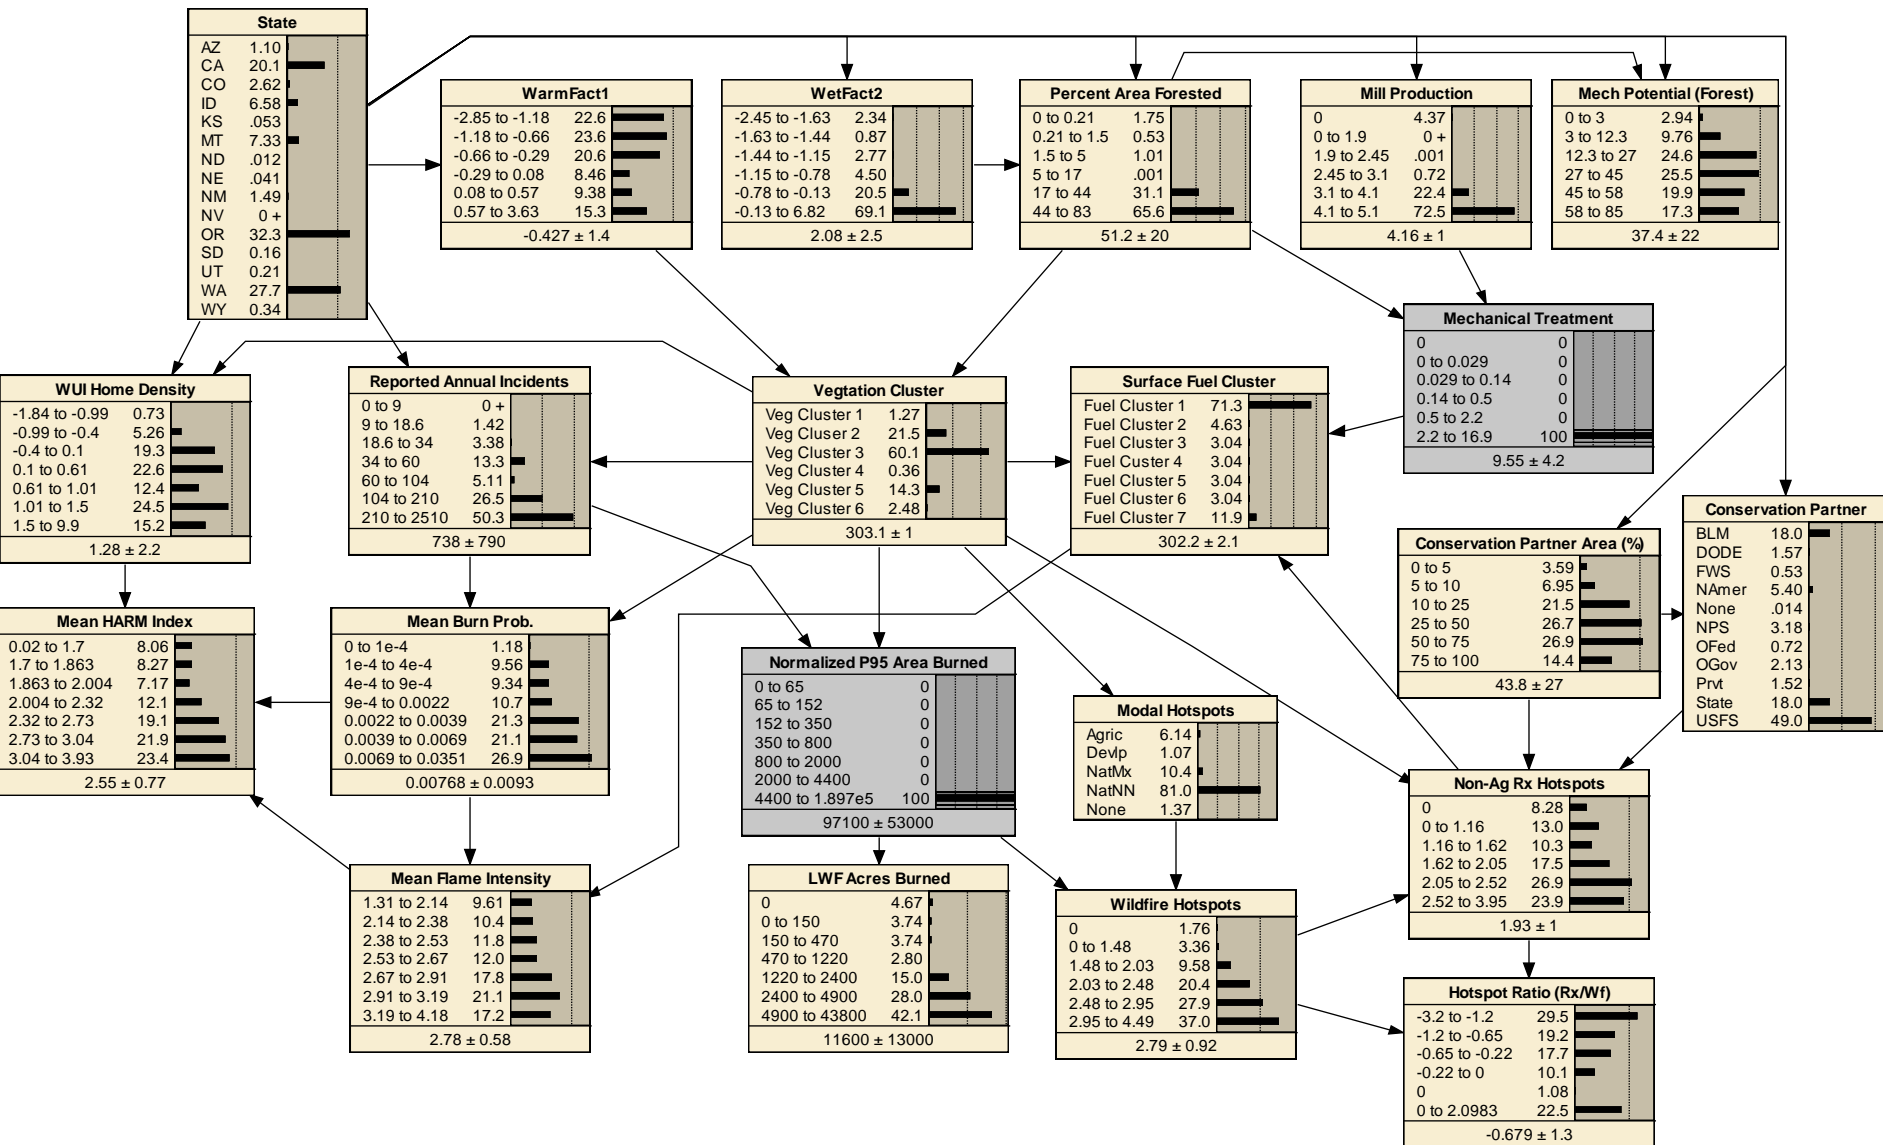 State
AZ 1.10
CA 20.1
CO 2.62
ID 6.58
KS .053
MT 7.33
ND .012
NE .041
NM 1.49
NV 0 +
OR 32.3
SD 0.16
UT 0.21
WA 27.7
WY 0.34
WarmFact1
-2.85 to -1.18 22.6
-1.18 to -0.66 23.6
-0.66 to -0.29 20.6
-0.29 to 0.08 8.46
0.08 to 0.57 9.38
0.57 to 3.63 15.3
-0.427 ± 1.4
WetFact2
-2.45 to -1.63 2.34
-1.63 to -1.44 0.87
-1.44 to -1.15 2.77
-1.15 to -0.78 4.50
-0.78 to -0.13 20.5
-0.13 to 6.82 69.1
2.08 ± 2.5
Percent Area Forested
0 to 0.21 1.75
0.21 to 1.5 0.53
1.5 to 5 1.01
5 to 17 .001
17 to 44 31.1
44 to 83 65.6
51.2 ± 20
Mill Production
0 4.37
0 to 1.9 0 +
1.9 to 2.45 .001
2.45 to 3.1 0.72
3.1 to 4.1 22.4
4.1 to 5.1 72.5
4.16 ± 1
Mech Potential (Forest)
0 to 3 2.94
3 to 12.3 9.76
12.3 to 27 24.6
27 to 45 25.5
45 to 58 19.9
58 to 85 17.3
37.4 ± 22
Mechanical Treatment
0 0
0 to 0.029 0
0.029 to 0.14 0
0.14 to 0.5 0
0.5 to 2.2 0
2.2 to 16.9 100
9.55 ± 4.2
WUI Home Density
-1.84 to -0.99 0.73
-0.99 to -0.4 5.26
-0.4 to 0.1 19.3
0.1 to 0.61 22.6
0.61 to 1.01 12.4
1.01 to 1.5 24.5
1.5 to 9.9 15.2
1.28 ± 2.2
Reported Annual Incidents
0 to 9 0 +
9 to 18.6 1.42
18.6 to 34 3.38
34 to 60 13.3
60 to 104 5.11
104 to 210 26.5
210 to 2510 50.3
738 ± 790
Vegtation Cluster
Veg Cluster 1 1.27
Veg Cluser 2 21.5
Veg Cluster 3 60.1
Veg Cluster 4 0.36
Veg Cluster 5 14.3
Veg Cluster 6 2.48
303.1 ± 1
Surface Fuel Cluster
Fuel Cluster 1 71.3
Fuel Cluster 2 4.63
Fuel Cluster 3 3.04
Fuel Custer 4 3.04
Fuel Cluster 5 3.04
Fuel Cluster 6 3.04
Fuel Cluster 7 11.9
302.2 ± 2.1
Conservation Partner Area (%)
0 to 5 3.59
5 to 10 6.95
10 to 25 21.5
25 to 50 26.7
50 to 75 26.9
75 to 100 14.4
43.8 ± 27
Conservation Partner
BLM 18.0
DODE 1.57
FWS 0.53
NAmer 5.40
None .014
NPS 3.18
OFed 0.72
OGov 2.13
Prvt 1.52
State 18.0
USFS 49.0
Mean HARM Index
0.02 to 1.7 8.06
1.7 to 1.863 8.27
1.863 to 2.004 7.17
2.004 to 2.32 12.1
2.32 to 2.73 19.1
2.73 to 3.04 21.9
3.04 to 3.93 23.4
2.55 ± 0.77
Mean Burn Prob.
0 to 1e-4 1.18
1e-4 to 4e-4 9.56
4e-4 to 9e-4 9.34
9e-4 to 0.0022 10.7
0.0022 to 0.0039 21.3
0.0039 to 0.0069 21.1
0.0069 to 0.0351 26.9
0.00768 ± 0.0093
Normalized P95 Area Burned
0 to 65 0
65 to 152 0
152 to 350 0
350 to 800 0
800 to 2000 0
2000 to 4400 0
4400 to 1.897e5 100
97100 ± 53000
Modal Hotspots
Agric 6.14
Devlp 1.07
NatMx 10.4
NatNN 81.0
None 1.37
Non-Ag Rx Hotspots
0 8.28
0 to 1.16 13.0
1.16 to 1.62 10.3
1.62 to 2.05 17.5
2.05 to 2.52 26.9
2.52 to 3.95 23.9
1.93 ± 1
Mean Flame Intensity
1.31 to 2.14 9.61
2.14 to 2.38 10.4
2.38 to 2.53 11.8
2.53 to 2.67 12.0
2.67 to 2.91 17.8
2.91 to 3.19 21.1
3.19 to 4.18 17.2
2.78 ± 0.58
LWF Acres Burned
0 4.67
0 to 150 3.74
150 to 470 3.74
470 to 1220 2.80
1220 to 2400 15.0
2400 to 4900 28.0
4900 to 43800 42.1
11600 ± 13000
Wildfire Hotspots
0 1.76
0 to 1.48 3.36
1.48 to 2.03 9.58
2.03 to 2.48 20.4
2.48 to 2.95 27.9
2.95 to 4.49 37.0
2.79 ± 0.92
Hotspot Ratio (Rx/Wf)
-3.2 to -1.2 29.5
-1.2 to -0.65 19.2
-0.65 to -0.22 17.7
-0.22 to 0 10.1
0 1.08
0 to 2.0983 22.5
-0.679 ± 1.3